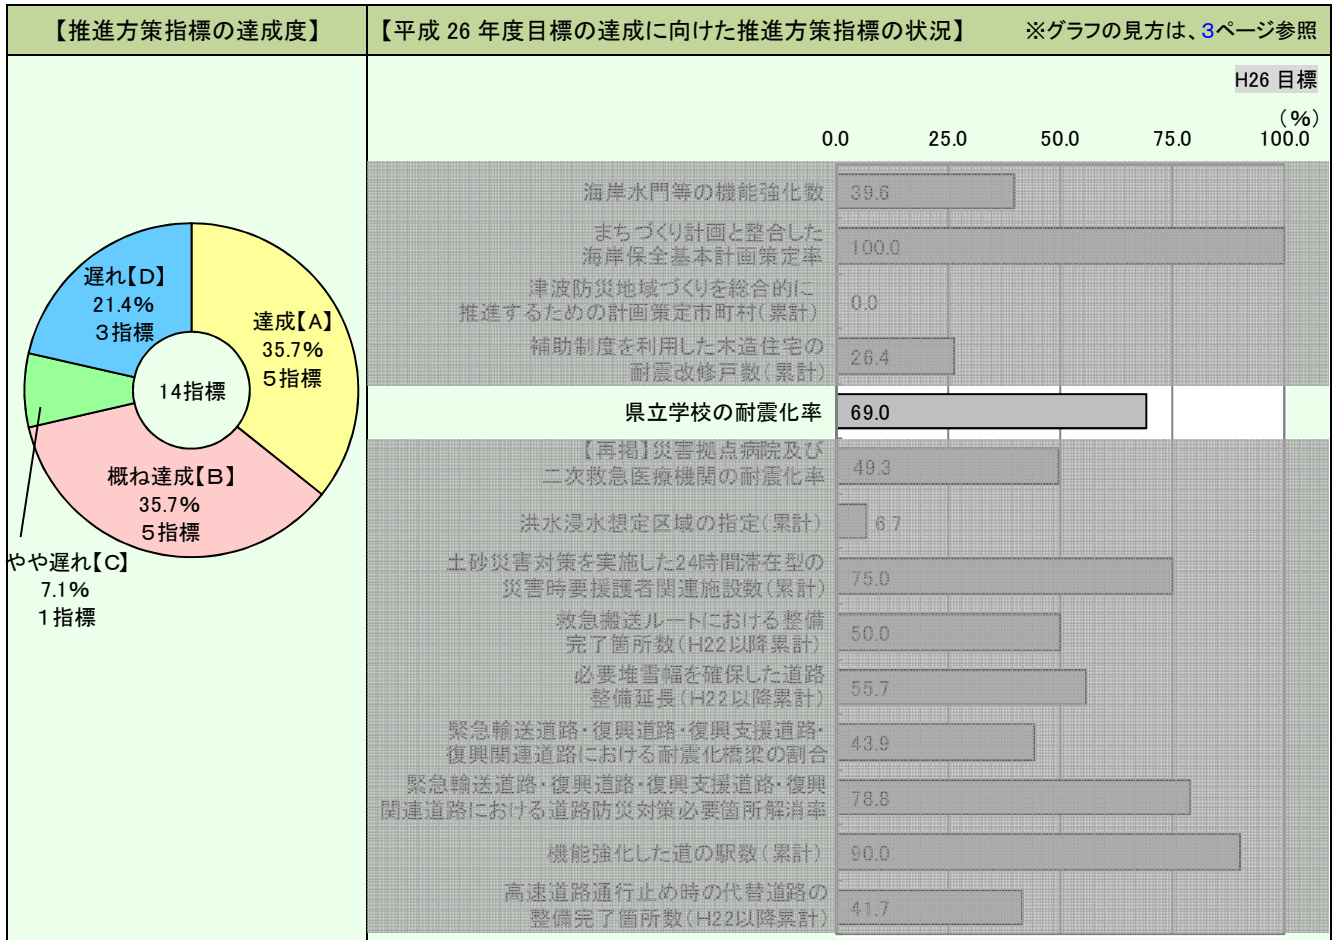 【推進方策指標の達成度】
【平成 26 年度目標の達成に向けた推進方策指標の状況】
※グラフの見方は、3ページ参照
遅れ【D】
21.4%
3指標
達成【A】
35.7%
5指標
14指標
概ね達成【B】
35.7%
5指標
やや遅れ【C】
7.1%
1指標
H26 目標
(%)
0.0 25.0 50.0 75.0 100.0
海岸水門等の機能強化数 39.6
まちづくり計画と整合した
海岸保全基本計画策定率 100.0
津波防災地域づくりを総合的に
推進するための計画策定市町村(累計) 0.0
補助制度を利用した木造住宅の
耐震改修戸数(累計) 26.4
県立学校の耐震化率 69.0
【再掲】災害拠点病院及び
二次救急医療機関の耐震化率 49.3
洪水浸水想定区域の指定(累計) 6.7
土砂災害対策を実施した24時間滞在型の
災害時要援護者関連施設数(累計) 75.0
救急搬送ルートにおける整備
完了箇所数(H22以降累計) 50.0
必要堆雪幅を確保した道路
整備延長(H22以降累計) 55.7
緊急輸送道路・復興道路・復興支援道路・
復興関連道路における耐震化橋梁の割合 43.9
緊急輸送道路・復興道路・復興支援道路・復興
関連道路における道路防災対策必要箇所解消率 78.8
機能強化した道の駅数(累計) 90.0
高速道路通行止め時の代替道路の
整備完了箇所数(H22以降累計) 41.7